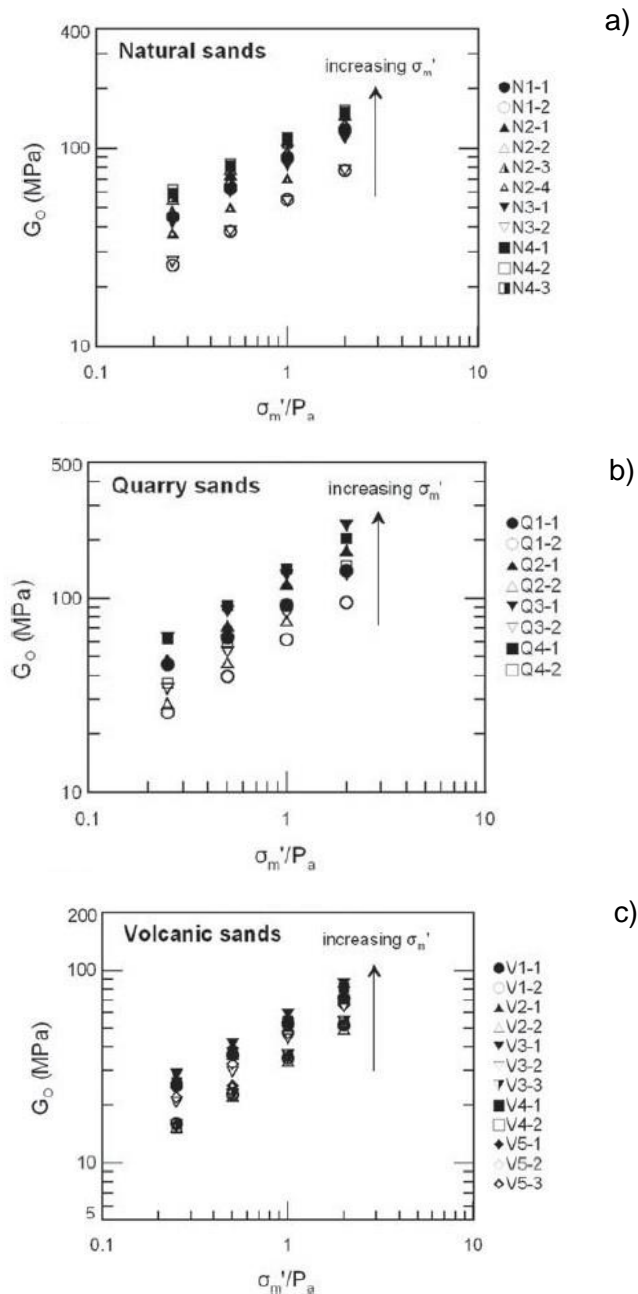 a)
400
Natural sands
increasing σm'
100
G₀ (MPa)
10
0.1
1
10
σm'/Pa
N1-1
N1-2
N2-1
N2-2
N2-3
N2-4
N3-1
N3-2
N4-1
N4-2
N4-3
b)
500
Quarry sands
increasing σm'
100
G₀ (MPa)
10
0.1
1
10
σm'/Pa
Q1-1
Q1-2
Q2-1
Q2-2
Q3-1
Q3-2
Q4-1
Q4-2
c)
200
Volcanic sands
increasing σm'
100
G₀ (MPa)
10
5
0.1
1
10
σm'/Pa
V1-1
V1-2
V2-1
V2-2
V3-1
V3-2
V3-3
V4-1
V4-2
V5-1
V5-2
V5-3